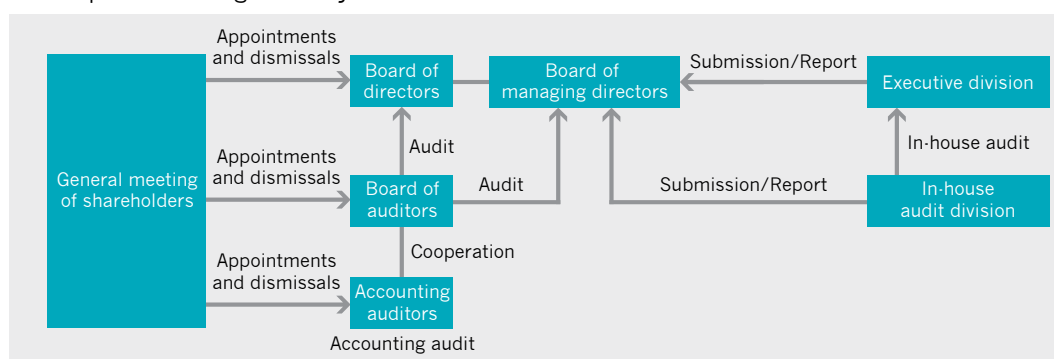 Appointments
and dismissals
Board of
directors
Board of
managing directors
Submission/Report
Executive division
Audit
In-house audit
General meeting
of shareholders
Appointments
and dismissals
Board of
auditors
Audit
Submission/Report
In-house
audit division
Cooperation
Appointments
and dismissals
Accounting
auditors
Accounting audit